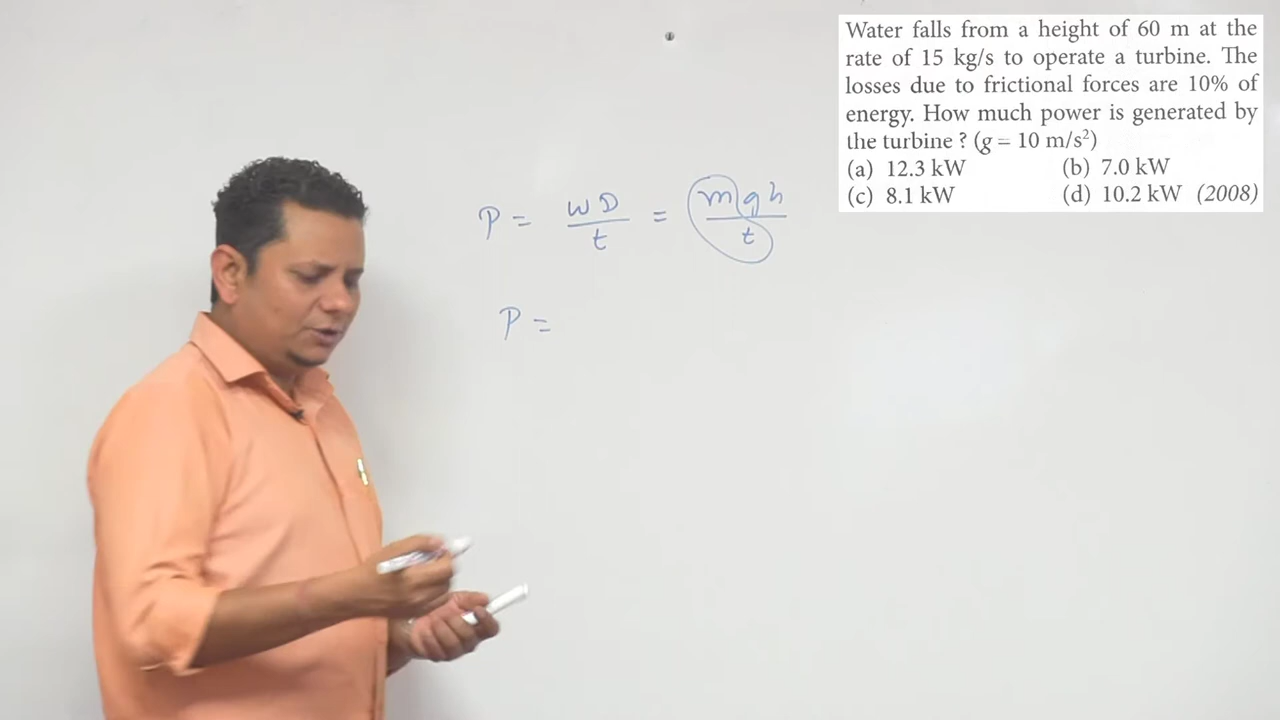 Water falls from a height of 60 m at the
rate of 15 kg/s to operate a turbine. The
losses due to frictional forces are 10% of
energy. How much power is generated by
the turbine ? (g = 10 m/s²)
(a) 12.3 kW (b) 7.0 kW
(c) 8.1 kW (d) 10.2 kW (2008)
P = WD/t = mgh/t
P =